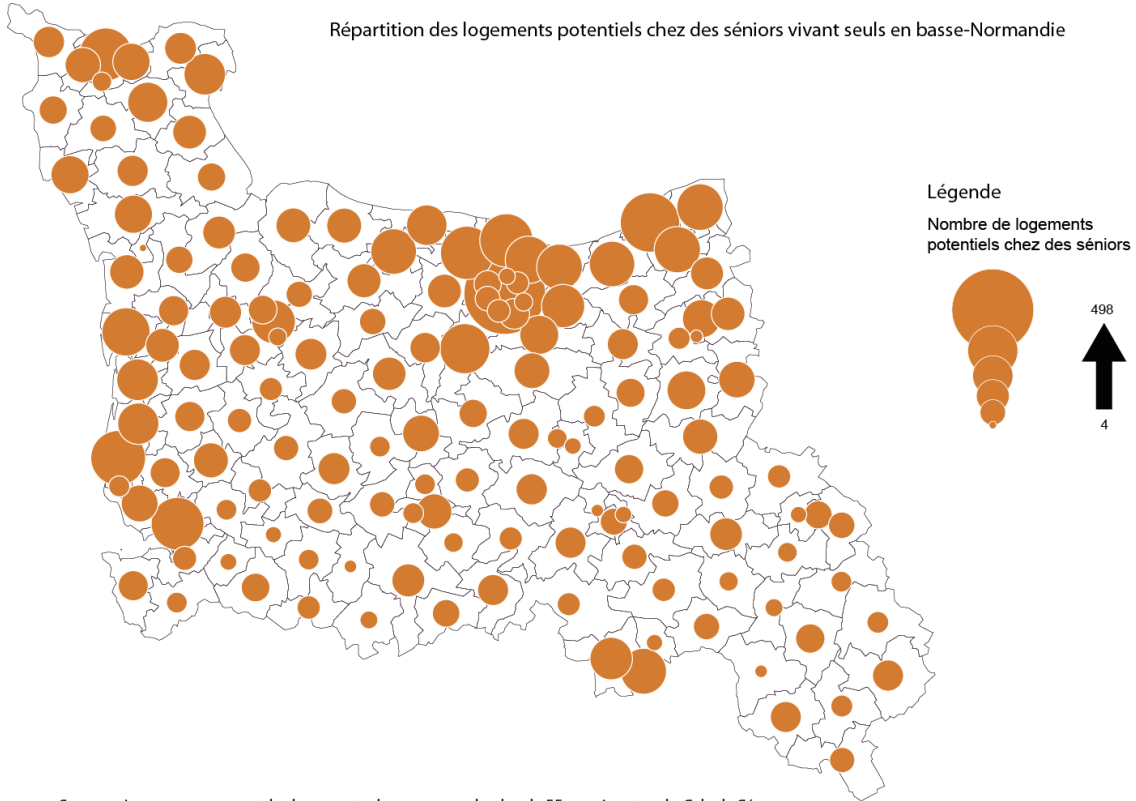 Répartition des logements potentiels chez des séniors vivant seuls en basse-Normandie
Légende
Nombre de logements
potentiels chez des séniors
498
4